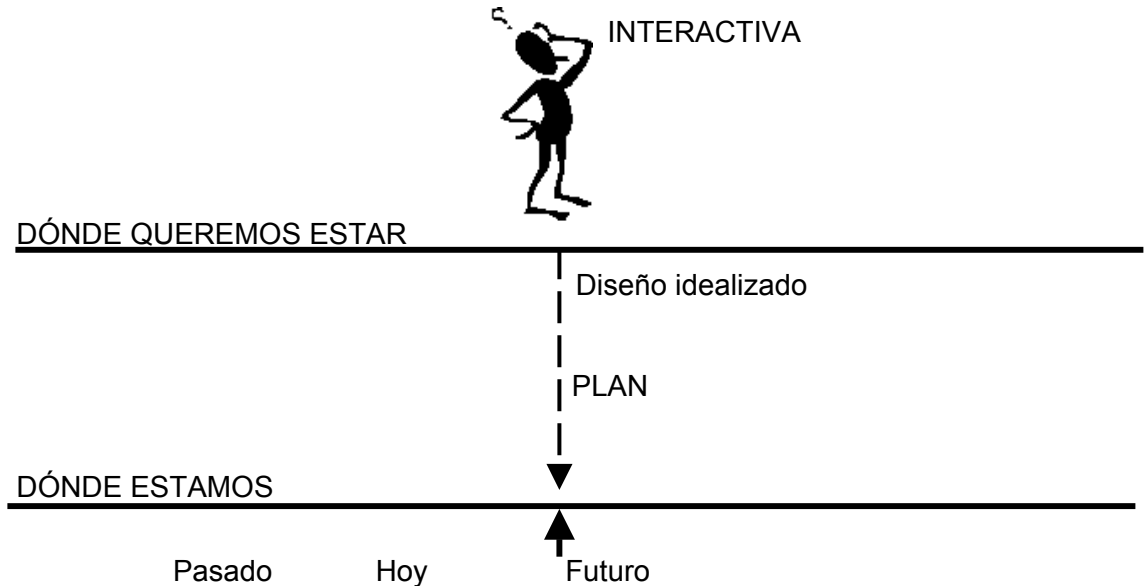 INTERACTIVA
DÓNDE QUEREMOS ESTAR
Diseño idealizado
PLAN
DÓNDE ESTAMOS
Pasado Hoy Futuro